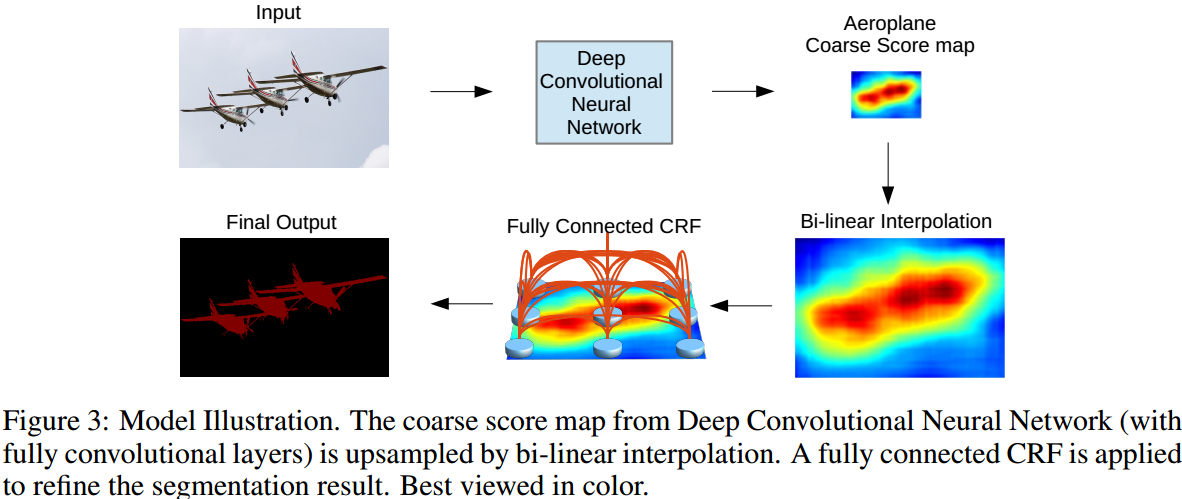 Input
Deep
Convolutional
Neural
Network
Aeroplane
Coarse Score map
Bi-linear Interpolation
Fully Connected CRF
Final Output
Figure 3: Model Illustration. The coarse score map from Deep Convolutional Neural Network (with
fully convolutional layers) is upsampled by bi-linear interpolation. A fully connected CRF is applied
to refine the segmentation result. Best viewed in color.